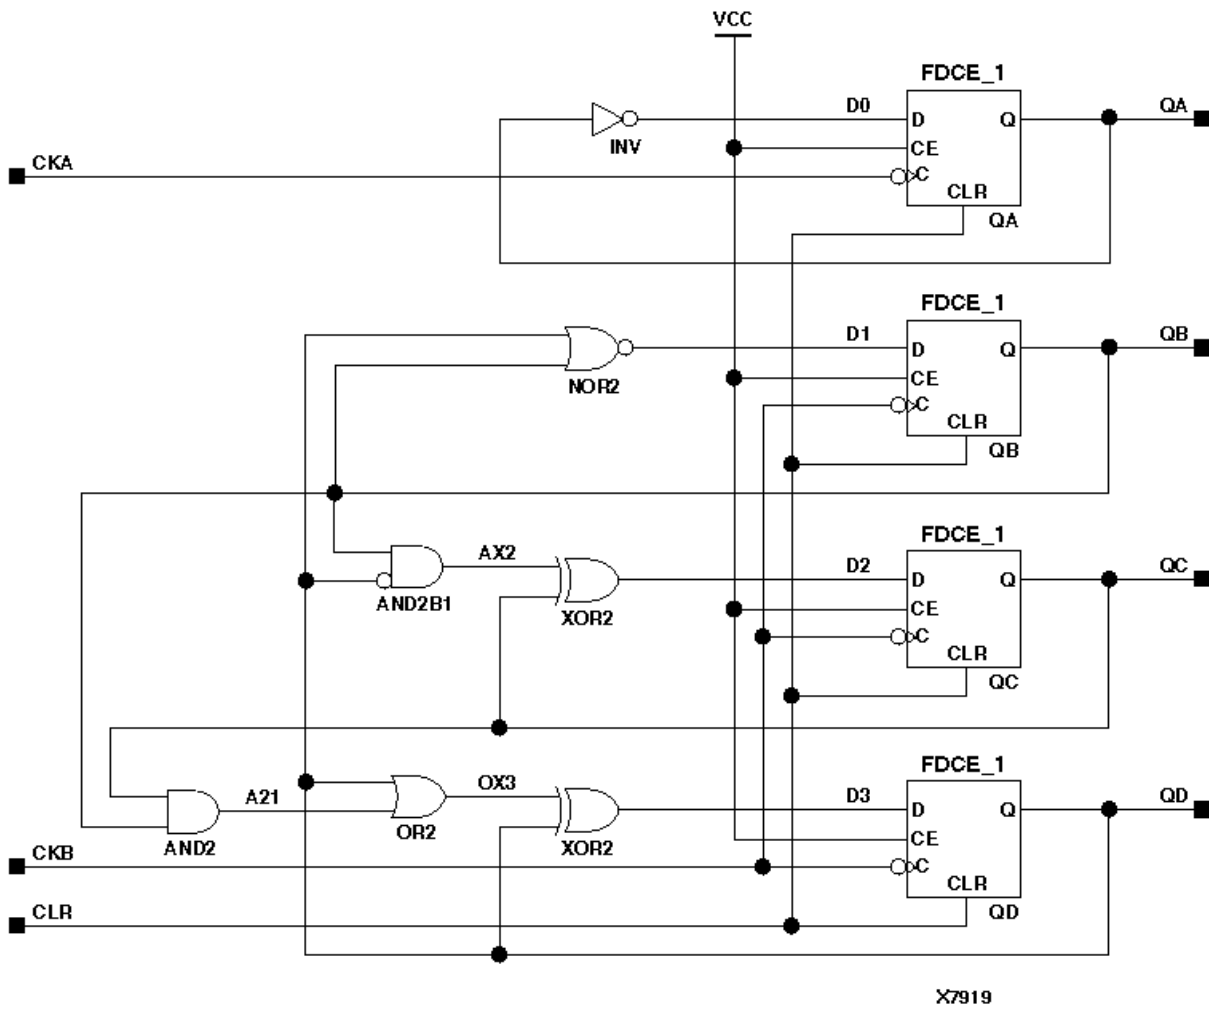 VCC
FDCE_1
D0
QA
D
Q
INV
CE
CKA
C
CLR
QA
FDCE_1
D1
QB
D
Q
NOR2
CE
C
CLR
QB
FDCE_1
AX2
D2
QC
D
Q
AND2B1
XOR2
CE
C
CLR
QC
FDCE_1
A21
OX3
D3
QD
D
Q
AND2
OR2
XOR2
CE
CKB
C
CLR
CLR
QD
X7919